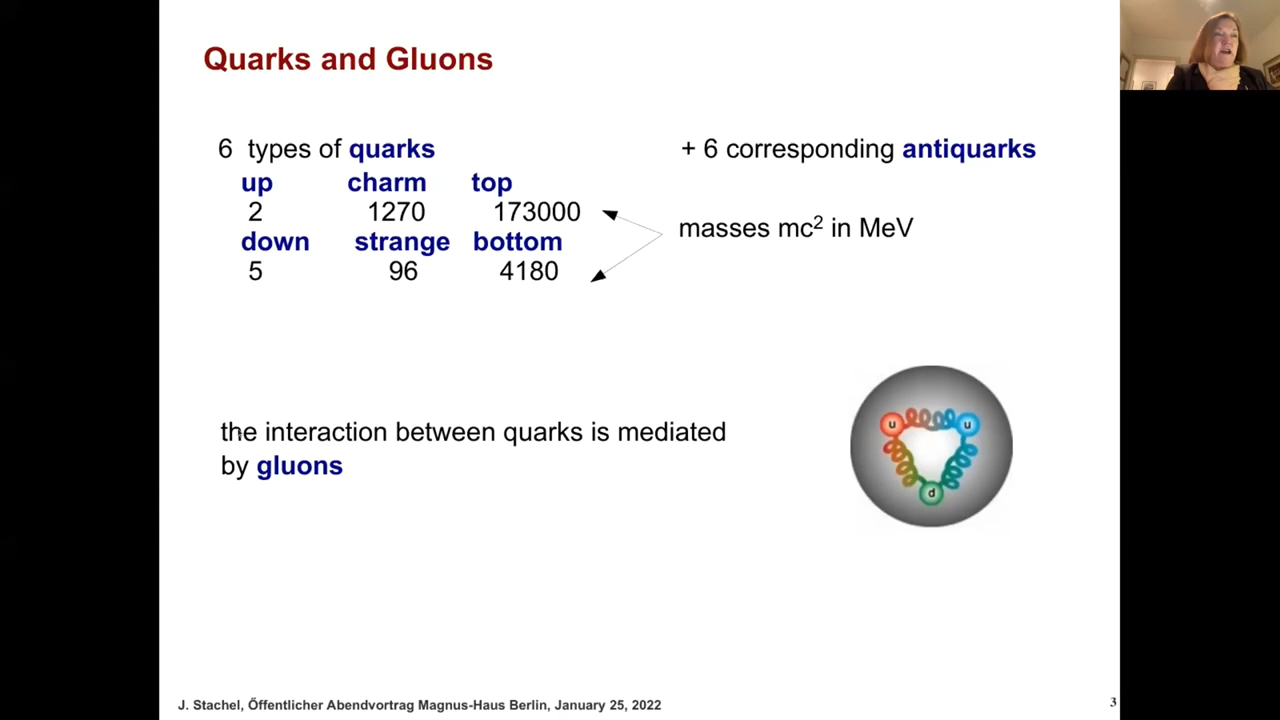 Quarks and Gluons
6 types of quarks
+ 6 corresponding antiquarks
up charm top
2 1270 173000
masses mc² in MeV
down strange bottom
5 96 4180
the interaction between quarks is mediated
by gluons
u u
d
J. Stachel, Öffentlicher Abendvortrag Magnus-Haus Berlin, January 25, 2022
3